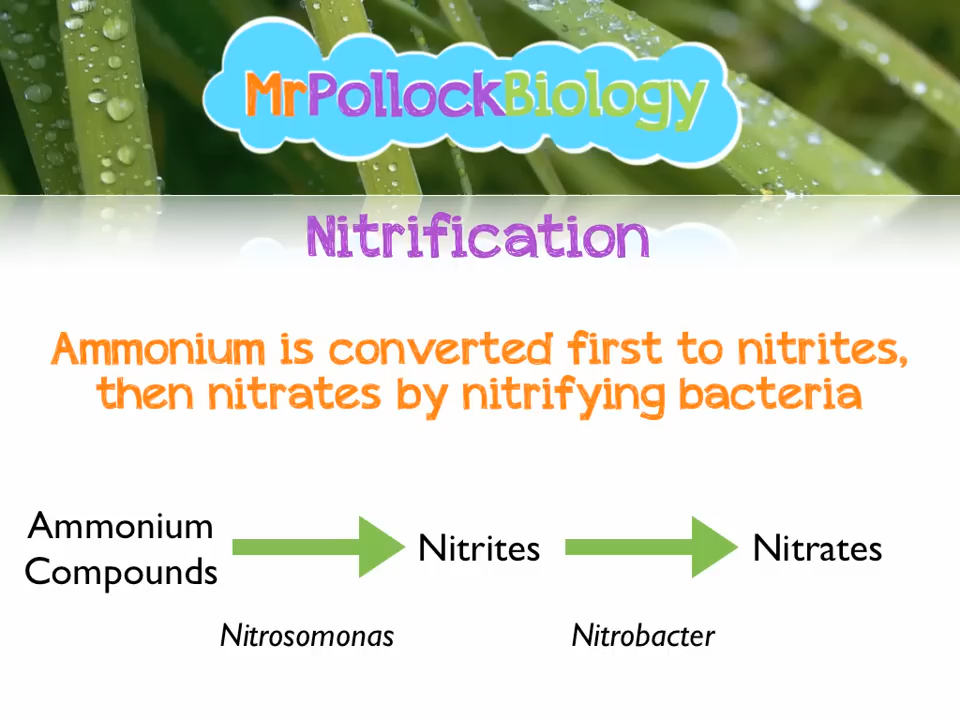 MrPollockBiology
Nitrification
Ammonium is converted first to nitrites,
then nitrates by nitrifying bacteria
Ammonium
Compounds
Nitrites
Nitrates
Nitrosomonas
Nitrobacter